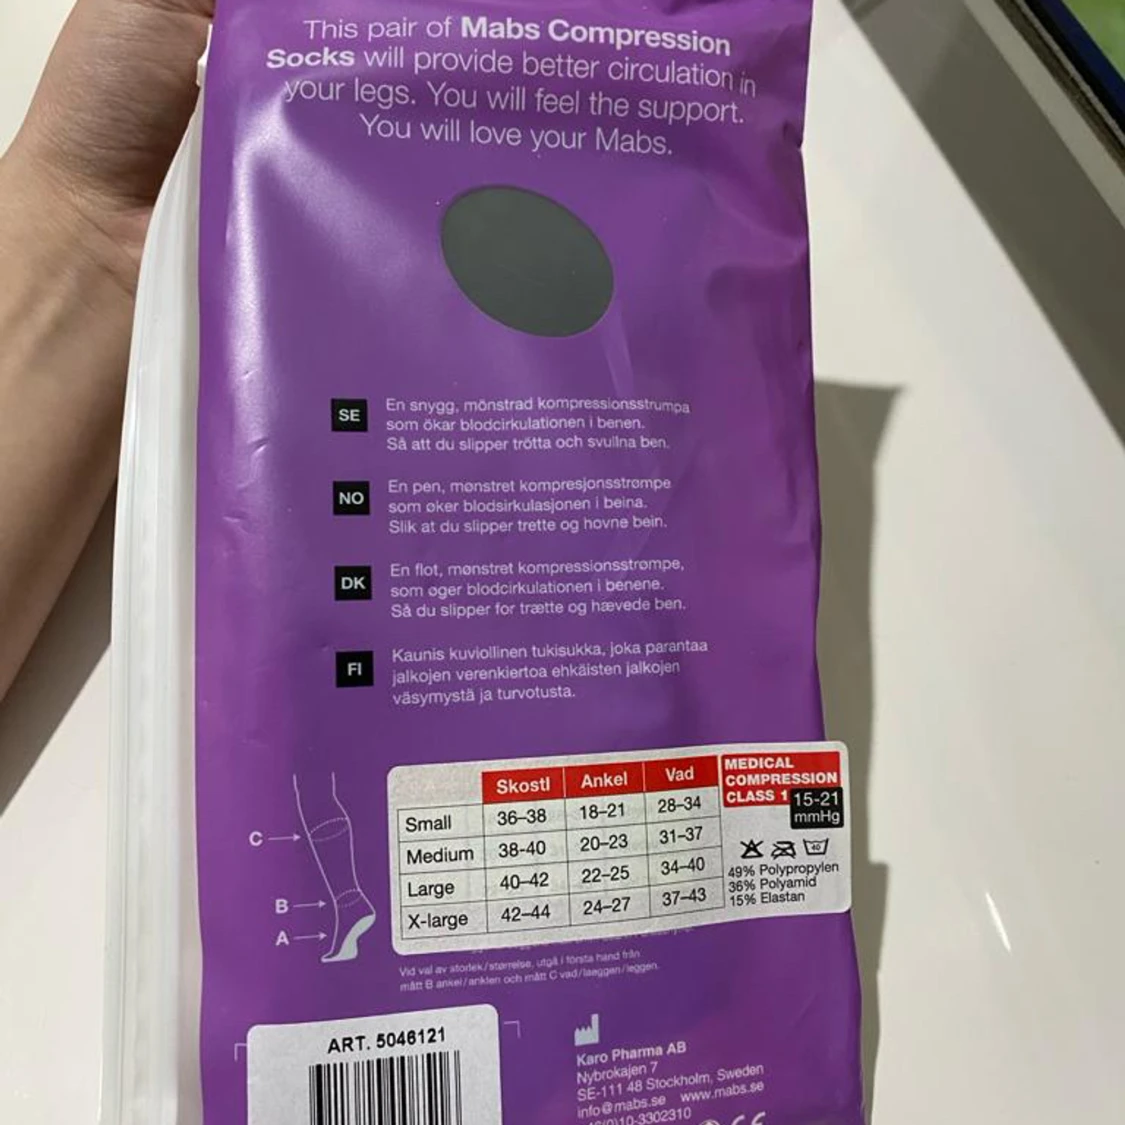 This pair of Mabs Compression
Socks will provide better circulation in
your legs. You will feel the support.
You will love your Mabs.
SE
En snygg, mönstrad kompressionsstrumpa
som ökar blodcirkulationen i benen.
Så att du slipper trötta och svullna ben.
NO
En pen, mønstret kompresjonsstrømpe
som øker blodsirkulasjonen i beina.
Slik at du slipper trette og hovne bein.
DK
En flot, mønstret kompressionsstrømpe,
som øger blodcirkulationen i benene.
Så du slipper for trætte og hævede ben.
FI
Kaunis kuviollinen tukisukka, joka parantaa
jalkojen verenkiertoa ehkäisten jalkojen
väsymystä ja turvotusta.
C
B
A
Skostl Ankel Vad
Small 36–38 18–21 28–34
Medium 38-40 20–23 31–37
Large 40–42 22–25 34–40
X-large 42–44 24–27 37–43
MEDICAL
COMPRESSION
CLASS 1 15-21
mmHg
40
49% Polypropylen
36% Polyamid
15% Elastan
Vid val av storlek/størrelse, utgå i första hand från
mått B ankel/anklen och mått C vad/laeggen/leggen.
ART. 5046121
Karo Pharma AB
Nybrokajen 7
SE-111 48 Stockholm, Sweden
info@mabs.se www.mabs.se
(0)10-3302310
CE